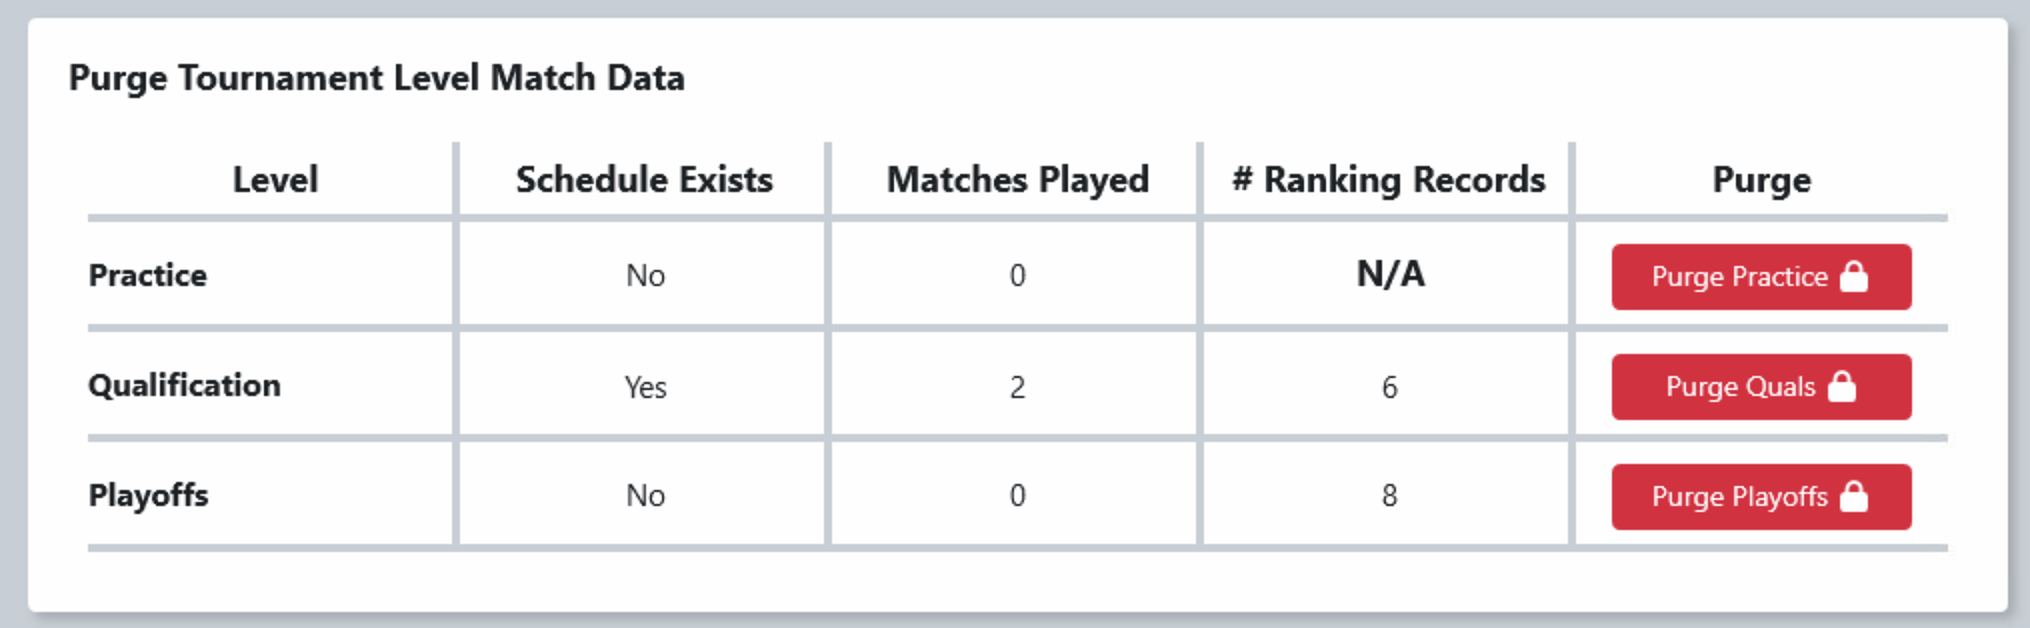 Purge Tournament Level Match Data
Level Schedule Exists Matches Played # Ranking Records Purge
Practice No 0 N/A Purge Practice
Qualification Yes 2 6 Purge Quals
Playoffs No 0 8 Purge Playoffs